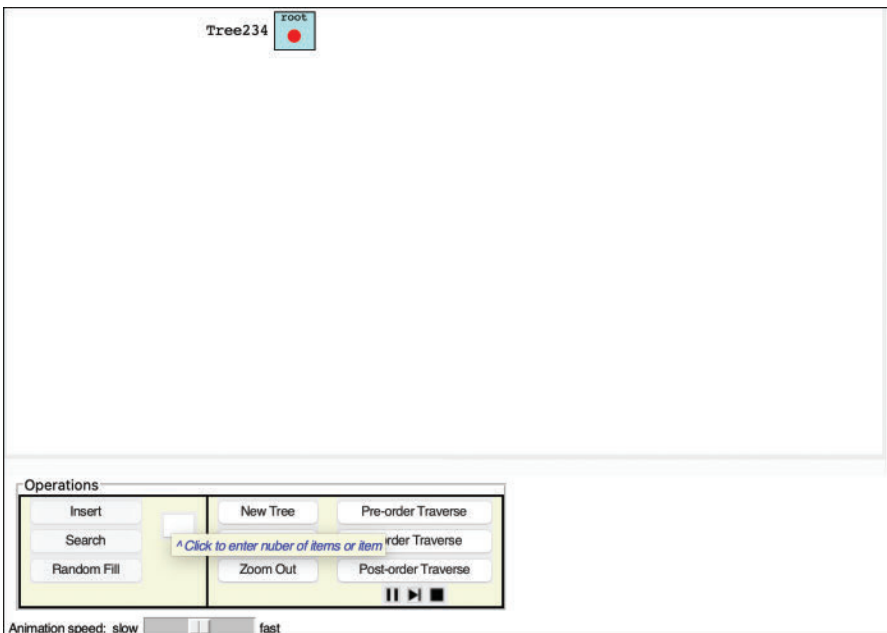 root
Tree234
Operations
Insert
New Tree
Pre-order Traverse
Search
^Click to enter nuber of items or item
rder Traverse
Random Fill
Zoom Out
Post-order Traverse
Animation speed: slow
fast